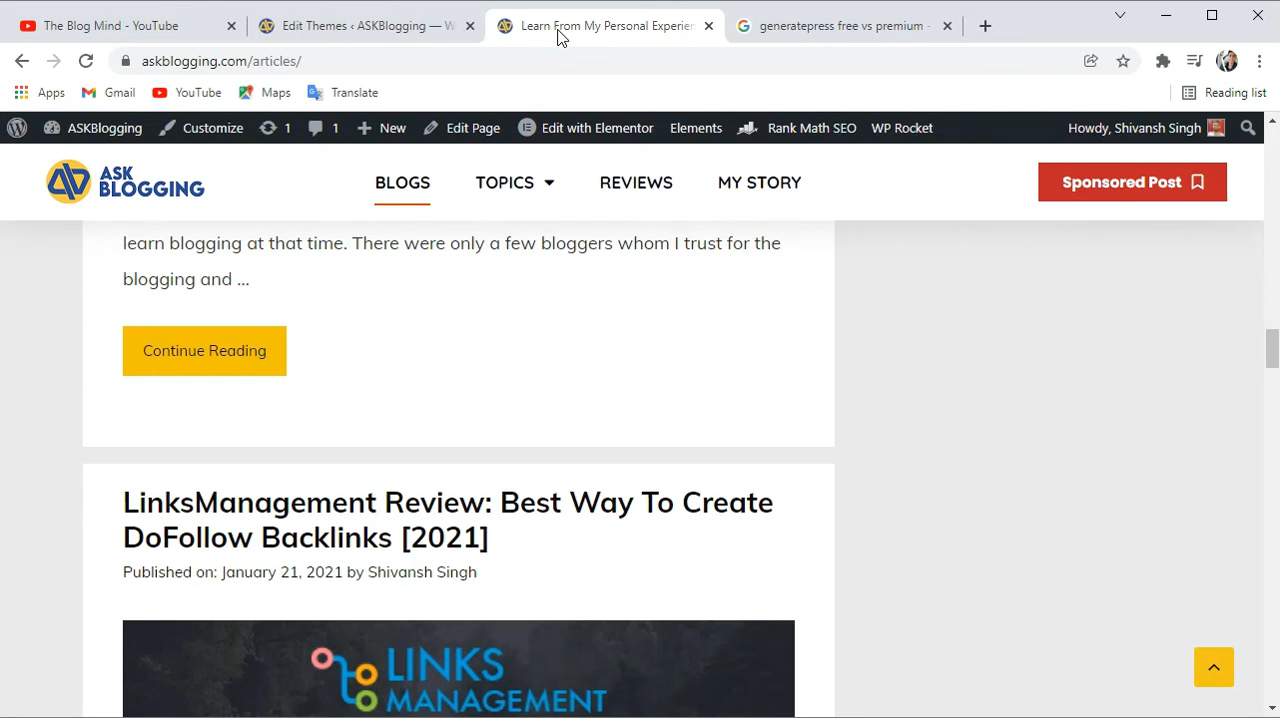 The Blog Mind - YouTube
Edit Themes ‹ ASKBlogging — W
Learn From My Personal Experien
generatepress free vs premium -
askblogging.com/articles/
Apps
Gmail
YouTube
Maps
Translate
Reading list
ASKBlogging
Customize
1
1
New
Edit Page
Edit with Elementor
Elements
Rank Math SEO
WP Rocket
Howdy, Shivansh Singh
ASK
BLOGGING
BLOGS
TOPICS
REVIEWS
MY STORY
Sponsored Post
learn blogging at that time. There were only a few bloggers whom I trust for the
blogging and ...
Continue Reading
LinksManagement Review: Best Way To Create
DoFollow Backlinks [2021]
Published on: January 21, 2021 by Shivansh Singh
LINKS
MANAGEMENT